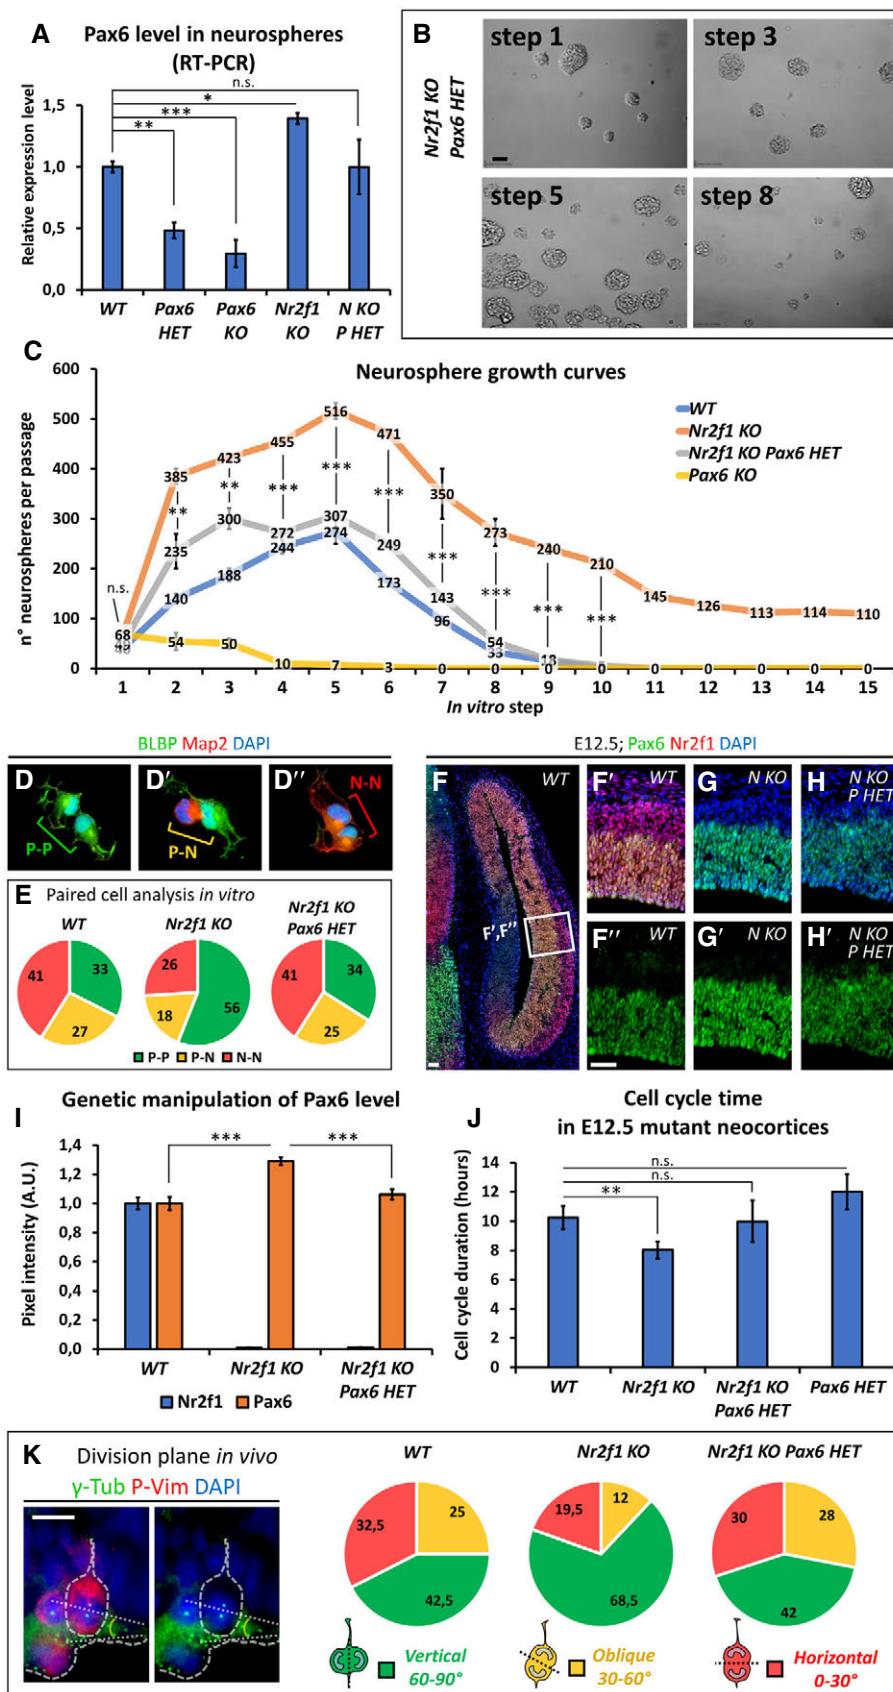 A
Pax6 level in neurospheres
(RT-PCR)
n.s.
*
***
**
Relative expression level
1,5
1,0
0,5
0,0
WT
Pax6 HET
Pax6 KO
Nr2f1 KO
N KO P HET
B
Nr2f1 KO
Pax6 HET
step 1
step 3
step 5
step 8
C
Neurosphere growth curves
n° neurospheres per passage
600
500
400
300
200
100
0
WT
Nr2f1 KO
Nr2f1 KO Pax6 HET
Pax6 KO
n.s.
68
385 423 455 516 471 350 273 240 210 145 126 113 114 110
** ** *** *** *** *** *** *** ***
235 300 272 307 249 143 54
140 188 244 274 173 96 33 18
54 50 10 7 3 0 0 0 0 0 0 0 0 0
1 2 3 4 5 6 7 8 9 10 11 12 13 14 15
In vitro step
BLBP Map2 DAPI
D
P-P
D'
P-N
D''
N-N
E
Paired cell analysis in vitro
WT
Nr2f1 KO
Nr2f1 KO
Pax6 HET
41 33 27
26 18 56
41 34 25
P-P P-N N-N
E12.5; Pax6 Nr2f1 DAPI
F WT
F',F''
F' WT
G N KO
H N KO
P HET
F'' WT
G' N KO
H' N KO
P HET
I
Genetic manipulation of Pax6 level
*** ***
Pixel intensity (A.U.)
1,4
1,2
1,0
0,8
0,6
0,4
0,2
0,0
WT
Nr2f1 KO
Nr2f1 KO
Pax6 HET
Nr2f1 Pax6
J
Cell cycle time
in E12.5 mutant neocortices
n.s.
n.s.
**
Cell cycle duration (hours)
14
12
10
8
6
4
2
0
WT
Nr2f1 KO
Nr2f1 KO
Pax6 HET
Pax6 HET
K
Division plane in vivo
γ-Tub P-Vim DAPI
WT
Nr2f1 KO
Nr2f1 KO Pax6 HET
32,5 25 42,5
19,5 12 68,5
30 28 42
Vertical
60-90°
Oblique
30-60°
Horizontal
0-30°